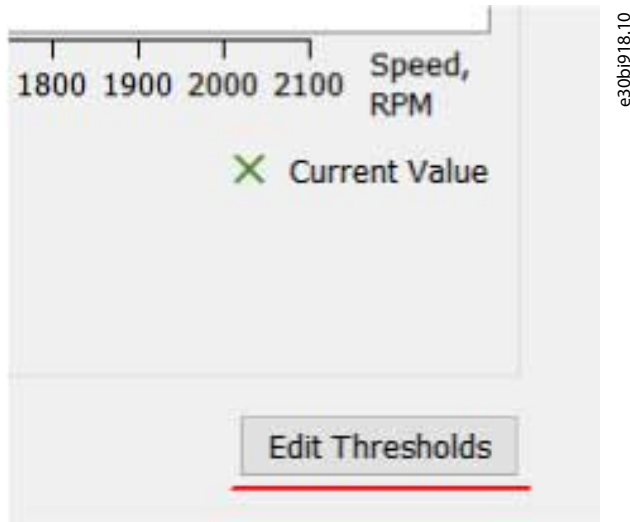 1800 1900 2000 2100
Speed,
RPM
Current Value
Edit Thresholds
e30bi918.10